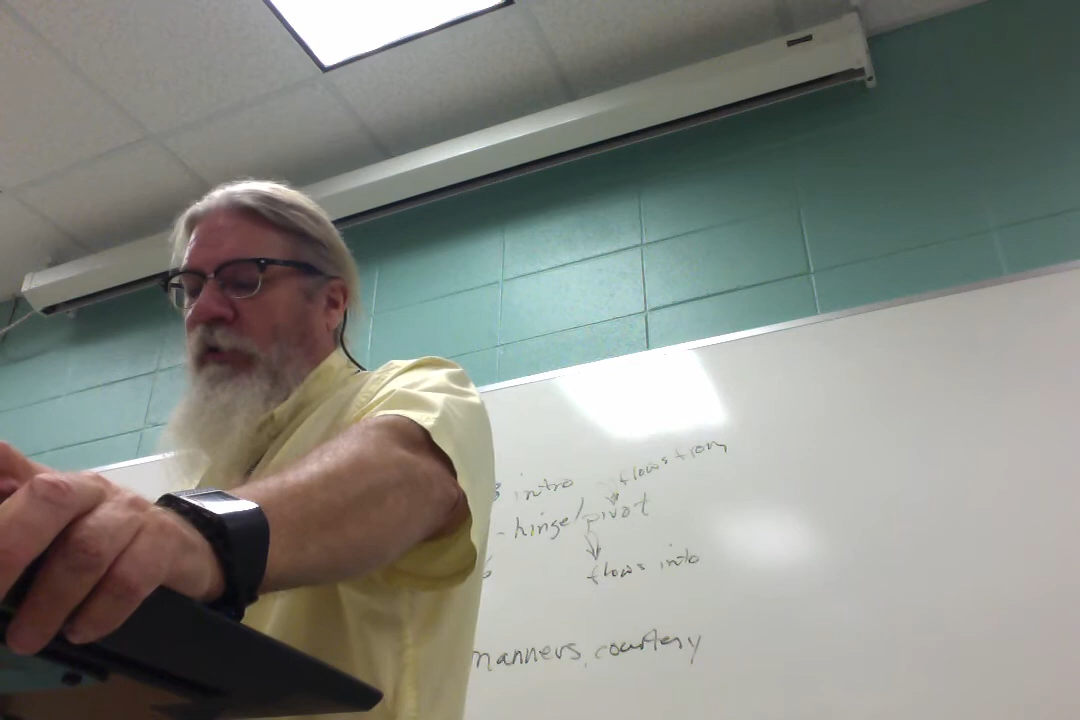 intro flows from
- hinge/pivot
flows into
manners, courtesy